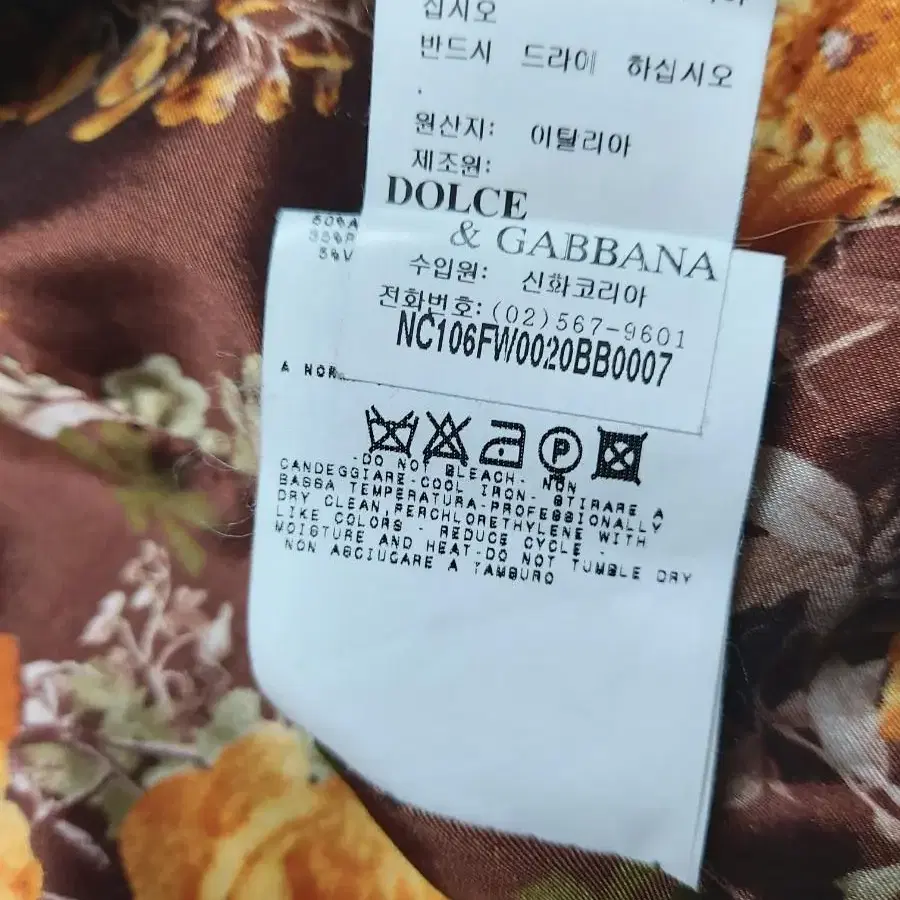 십시오
반드시 드라이 하십시오
.
원산지: 이탈리아
제조원:
DOLCE
& GABBANA
수입원: 신화코리아
전화번호: (02)567-9601
NC106FW0020BB0007
A NOR
P
-DO NOT BLEACH- NON
CANDEGGIARE-COOL IRON- STIRARE A
BASSA TEMPERATURA-PROFESSIONALLY
DRY CLEAN,PERCHLORETHYLENE WITH
LIKE COLORS - REDUCE CYCLE -
MOISTURE AND HEAT-DO NOT TUMBLE DRY
NON ASCIUGARE A TAMBURO